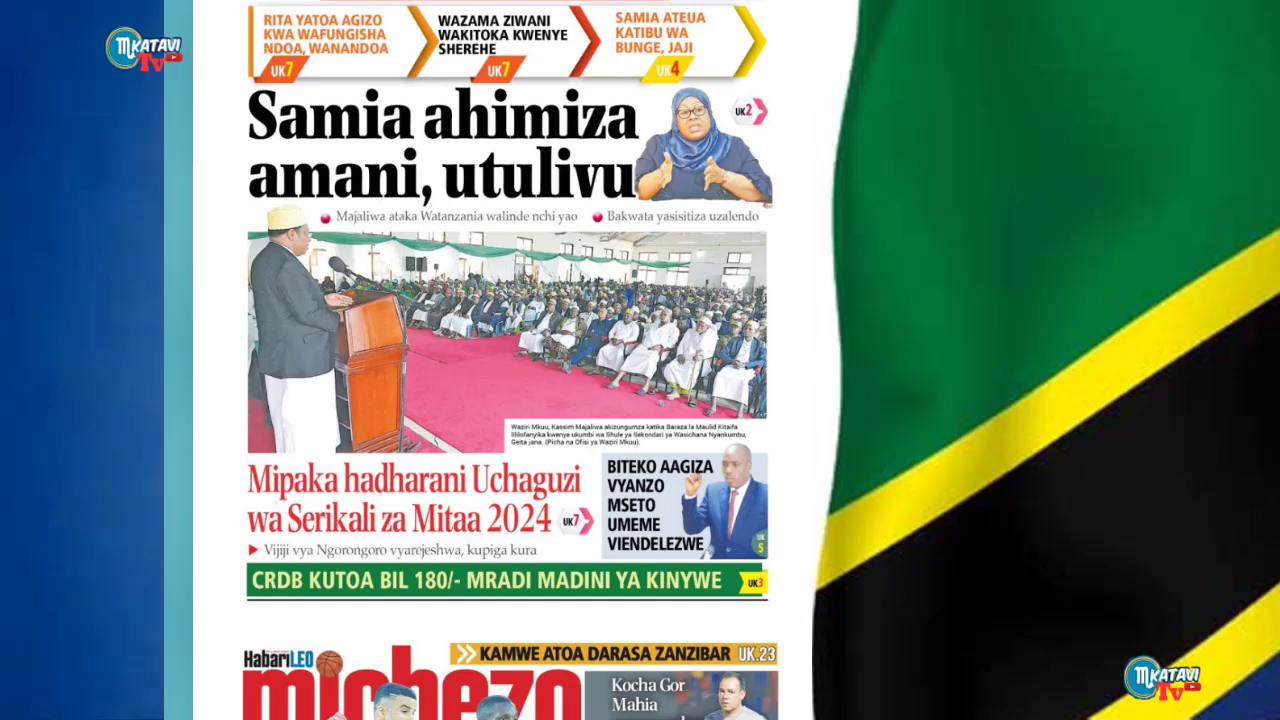 MKATAVI
Tv
RITA YATOA AGIZO
KWA WAFUNGISHA
NDOA, WANANDOA
UK7
WAZAMA ZIWANI
WAKITOKA KWENYE
SHEREHE
UK7
SAMIA ATEUA
KATIBU WA
BUNGE, JAJI
UK4
Samia ahimiza
amani, utulivu
UK2
Majaliwa ataka Watanzania walinde nchi yao
Bakwata yasisitiza uzalendo
Waziri Mkuu, Kassim Majaliwa akizungumza katika Baraza la Maulid Kitaifa
lililofanyika kwenye ukumbi wa Shule ya Sekondari ya Wasichana Nyankumbu,
Geita jana. (Picha na Ofisi ya Waziri Mkuu).
Mipaka hadharani Uchaguzi
wa Serikali za Mitaa 2024
UK7
Vijiji vya Ngorongoro vyarejeshwa, kupiga kura
BITEKO AAGIZA
VYANZO
MSETO
UMEME
VIENDELEZWE
UK
5
CRDB KUTOA BIL 180/- MRADI MADINI YA KINYWE
UK3
HabariLEO
michezo
KAMWE ATOA DARASA ZANZIBAR UK.23
Kocha Gor
Mahia
MKATAVI
Tv